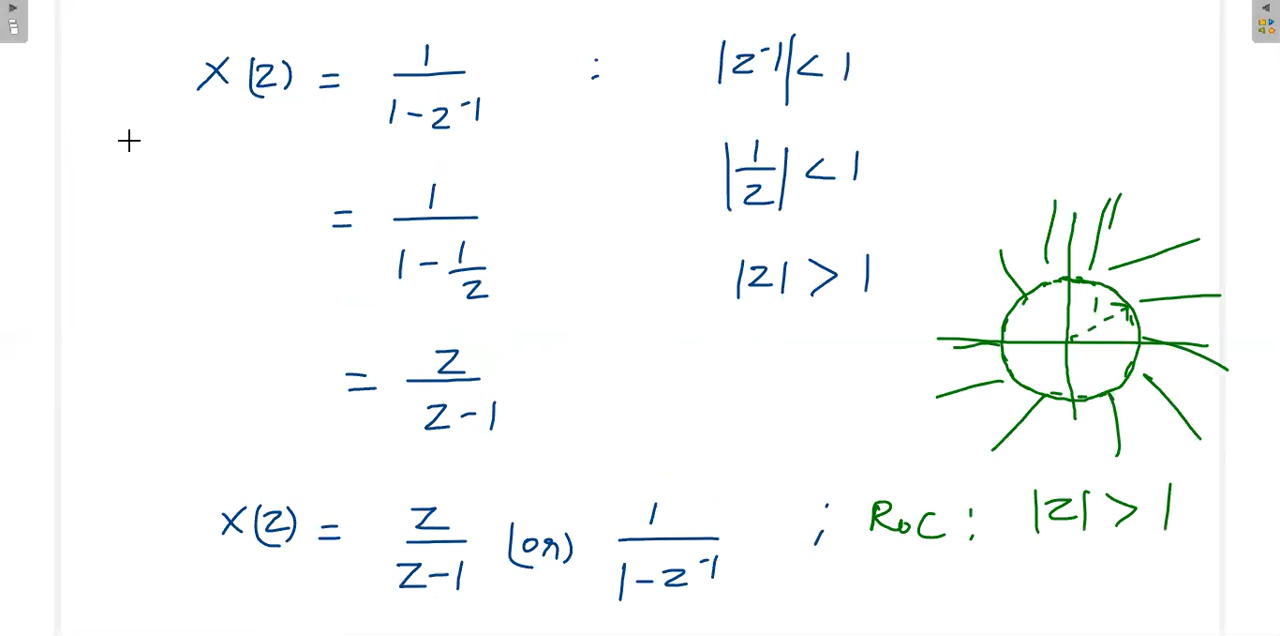 X(Z) = 1/(1-z⁻¹) : |z⁻¹| < 1
= 1/(1-1/z) |1/z| < 1
|z| > 1
1
= z/(z-1)
X(z) = z/(z-1) (or) 1/(1-z⁻¹) ; RoC : |z| > 1